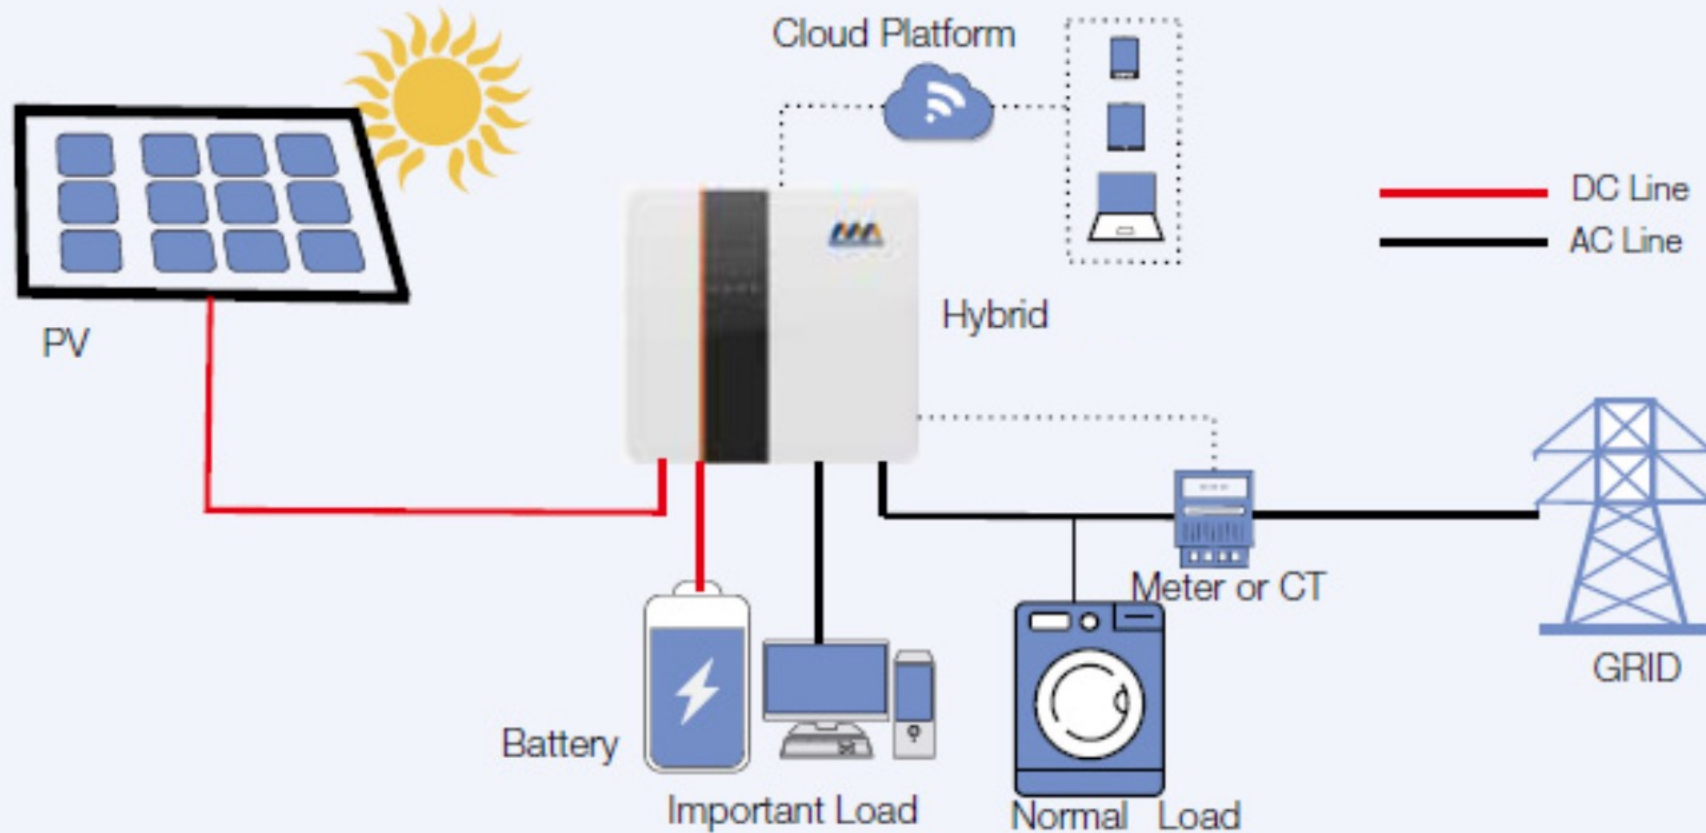 Cloud Platform
DC Line
AC Line
Hybrid
PV
Meter or CT
GRID
Battery
Important Load
Normal Load